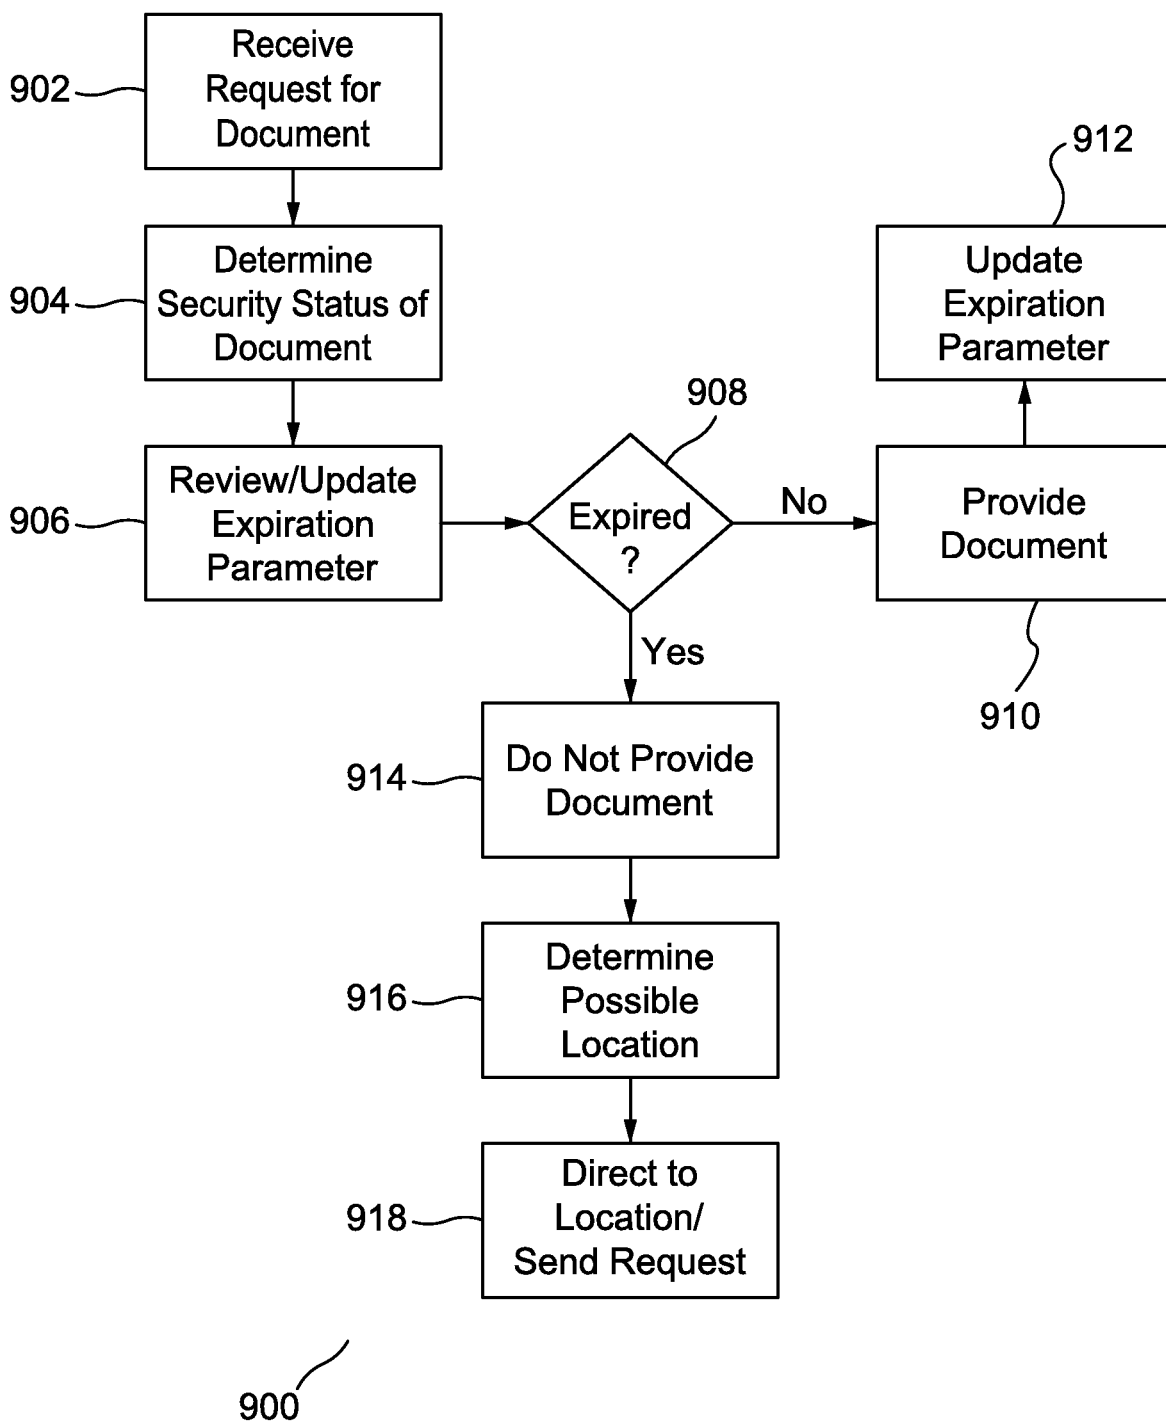 902
Receive
Request for
Document
904
Determine
Security Status of
Document
906
Review/Update
Expiration
Parameter
908
Expired
?
No
910
Provide
Document
912
Update
Expiration
Parameter
Yes
914
Do Not Provide
Document
916
Determine
Possible
Location
918
Direct to
Location/
Send Request
900